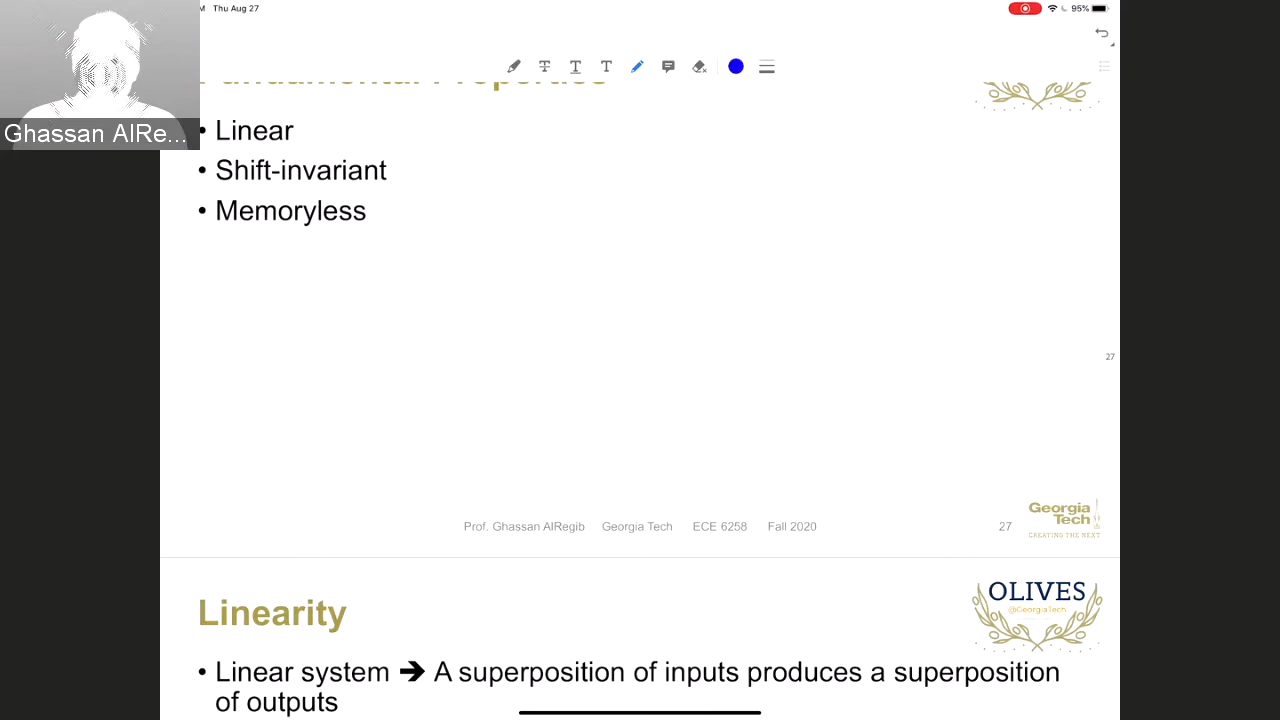 M Thu Aug 27
95%
Fundamental Properties
Ghassan AlRe...
• Linear
• Shift-invariant
• Memoryless
27
Prof. Ghassan AlRegib Georgia Tech ECE 6258 Fall 2020 27
Georgia
Tech
CREATING THE NEXT
OLIVES
@GeorgiaTech
Linearity
• Linear system ➔ A superposition of inputs produces a superposition
of outputs